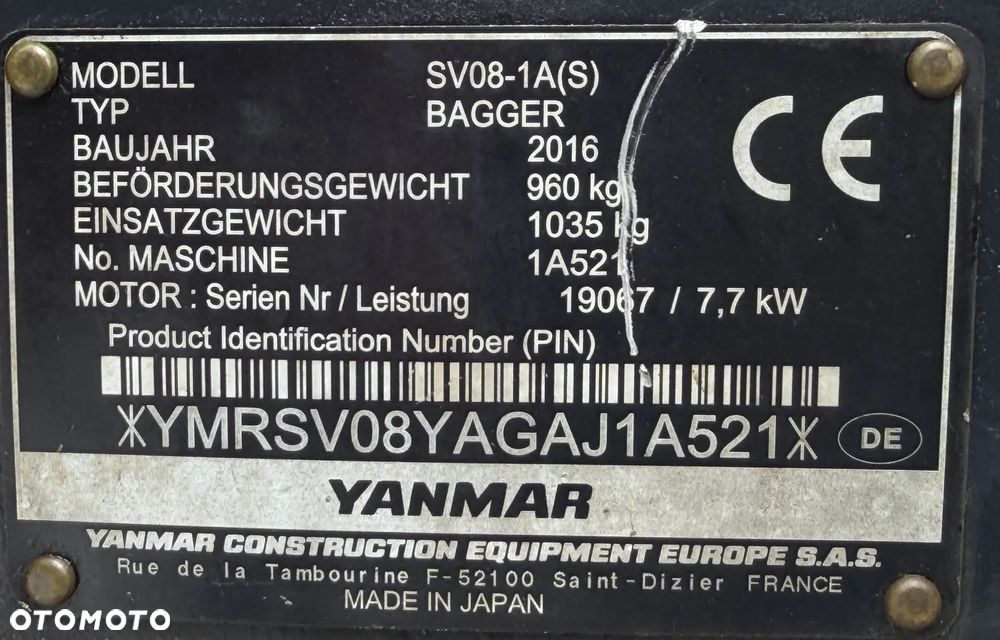 MODELL SV08-1A(S)
TYP BAGGER
BAUJAHR 2016
BEFÖRDERUNGSGEWICHT 960 kg
EINSATZGEWICHT 1035 kg
No. MASCHINE 1A521
MOTOR : Serien Nr / Leistung 19067 / 7,7 kW
Product Identification Number (PIN)
YMRSV08YAGAJ1A521
DE
CE
YANMAR
YANMAR CONSTRUCTION EQUIPMENT EUROPE S.A.S.
Rue de la Tambourine F-52100 Saint-Dizier FRANCE
MADE IN JAPAN
OTOMOTO